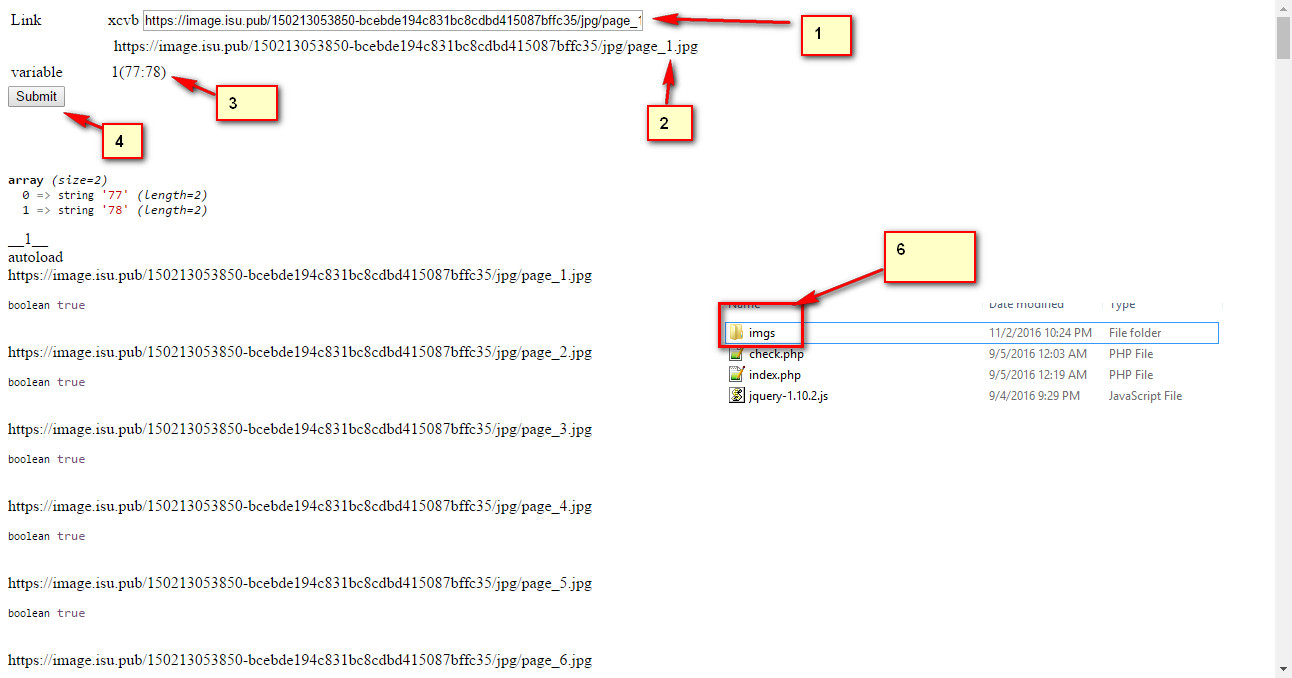 Link xcvb https://image.isu.pub/150213053850-bcebde194c831bc8cdbd415087bffc35/jpg/page_1
1
https://image.isu.pub/150213053850-bcebde194c831bc8cdbd415087bffc35/jpg/page_1.jpg
variable 1(77:78)
Submit
3
2
4
array (size=2)
0 => string '77' (length=2)
1 => string '78' (length=2)
__1__
autoload
https://image.isu.pub/150213053850-bcebde194c831bc8cdbd415087bffc35/jpg/page_1.jpg
boolean true
https://image.isu.pub/150213053850-bcebde194c831bc8cdbd415087bffc35/jpg/page_2.jpg
boolean true
https://image.isu.pub/150213053850-bcebde194c831bc8cdbd415087bffc35/jpg/page_3.jpg
boolean true
https://image.isu.pub/150213053850-bcebde194c831bc8cdbd415087bffc35/jpg/page_4.jpg
boolean true
https://image.isu.pub/150213053850-bcebde194c831bc8cdbd415087bffc35/jpg/page_5.jpg
boolean true
https://image.isu.pub/150213053850-bcebde194c831bc8cdbd415087bffc35/jpg/page_6.jpg
6
Name Date modified Type
imgs 11/2/2016 10:24 PM File folder
check.php 9/5/2016 12:03 AM PHP File
index.php 9/5/2016 12:19 AM PHP File
jquery-1.10.2.js 9/4/2016 9:29 PM JavaScript File